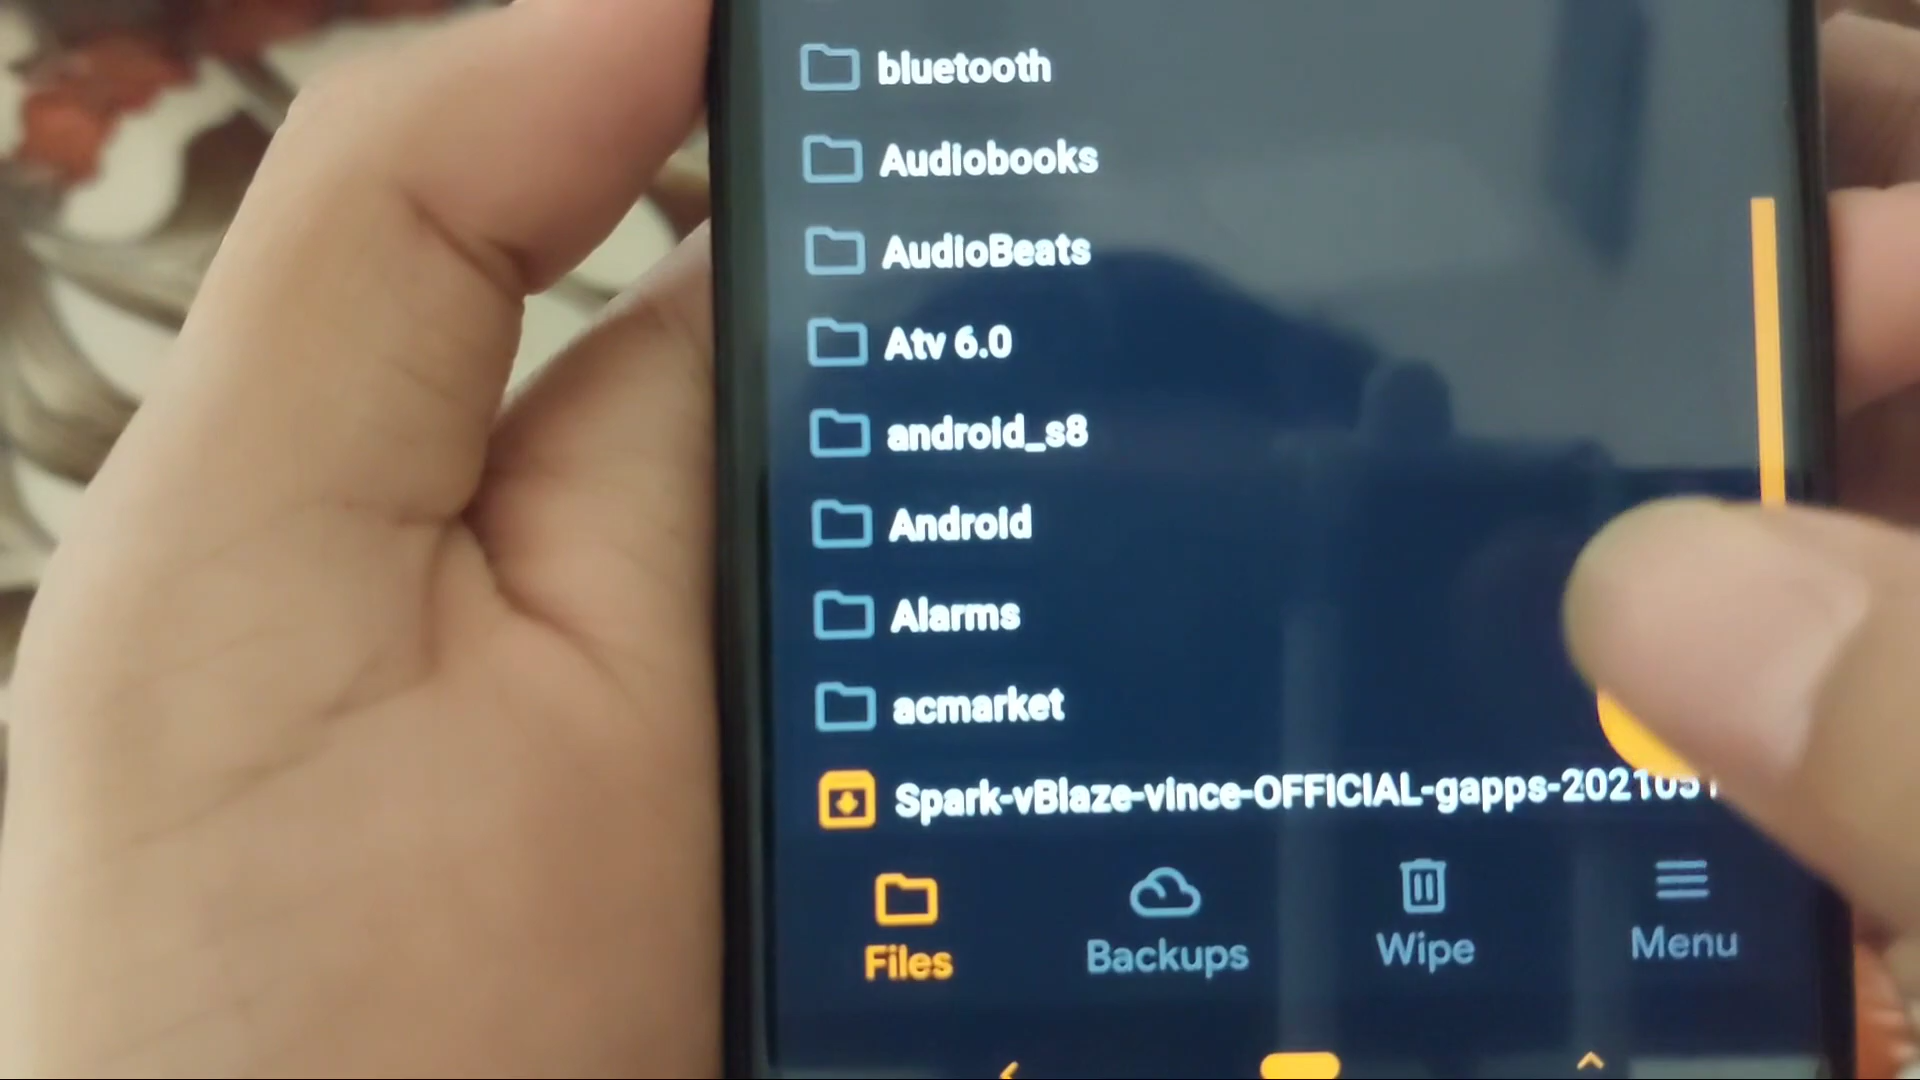 bluetooth
Audiobooks
AudioBeats
Atv 6.0
android_s8
Android
Alarms
acmarket
Spark-vBlaze-vince-OFFICIAL-gapps-2021051
Files
Backups
Wipe
Menu